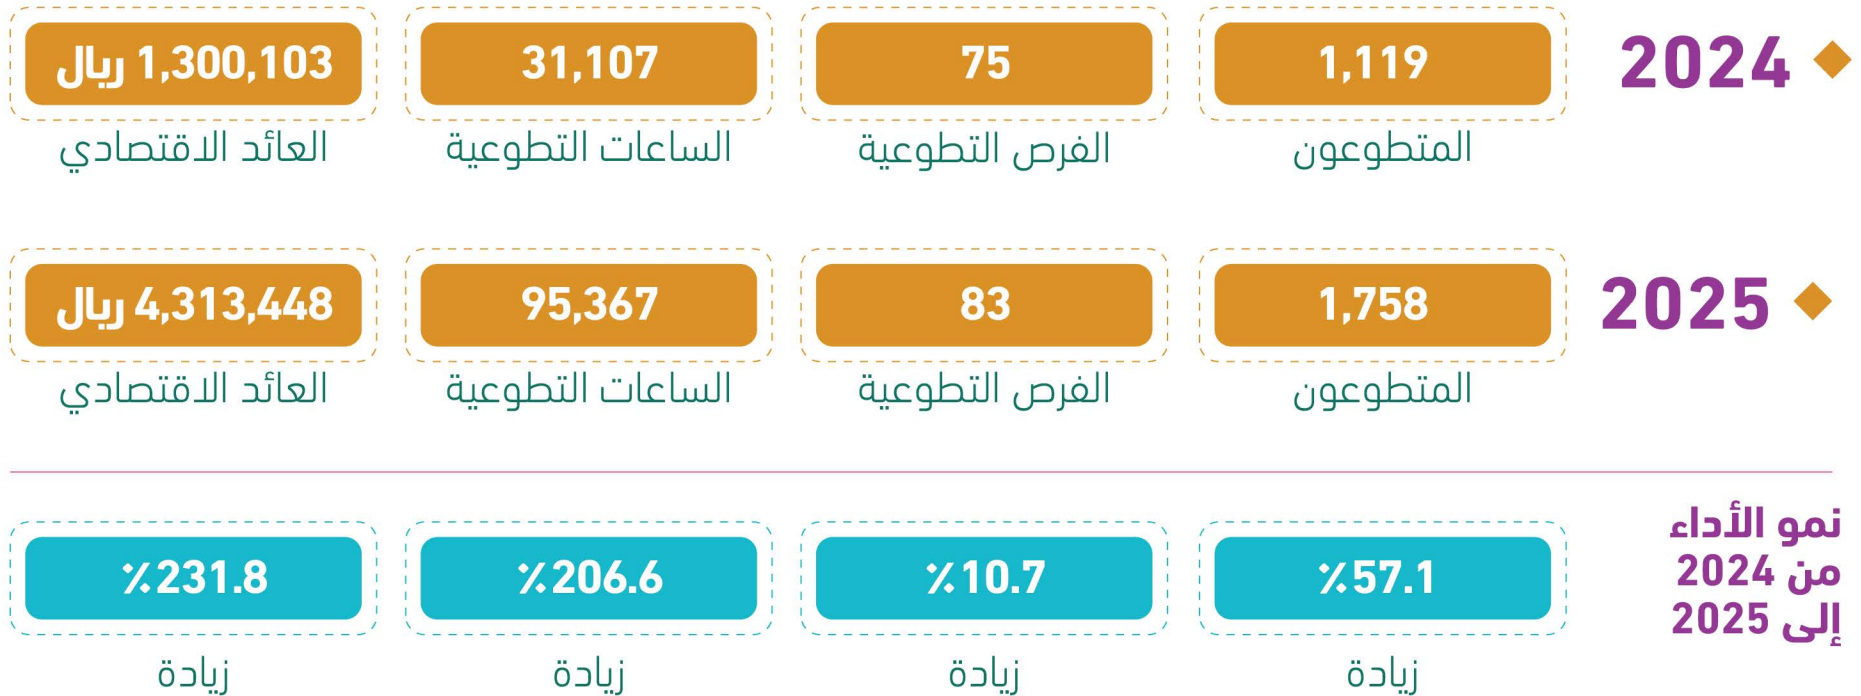 2024
1,119
75
31,107
1,300,103 ريال
المتطوعون
الفرص التطوعية
الساعات التطوعية
العائد الاقتصادي
2025
1,758
83
95,367
4,313,448 ريال
المتطوعون
الفرص التطوعية
الساعات التطوعية
العائد الاقتصادي
نمو الأداء
من 2024
إلى 2025
٪57.1
٪10.7
٪206.6
٪231.8
زيادة
زيادة
زيادة
زيادة